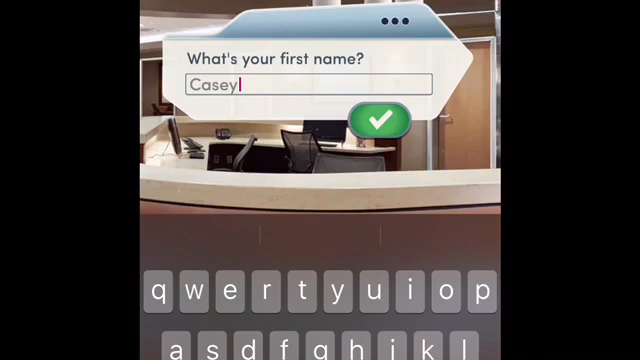 What's your first name?
Casey
q w e r t y u i o p
a s d f g h j k l